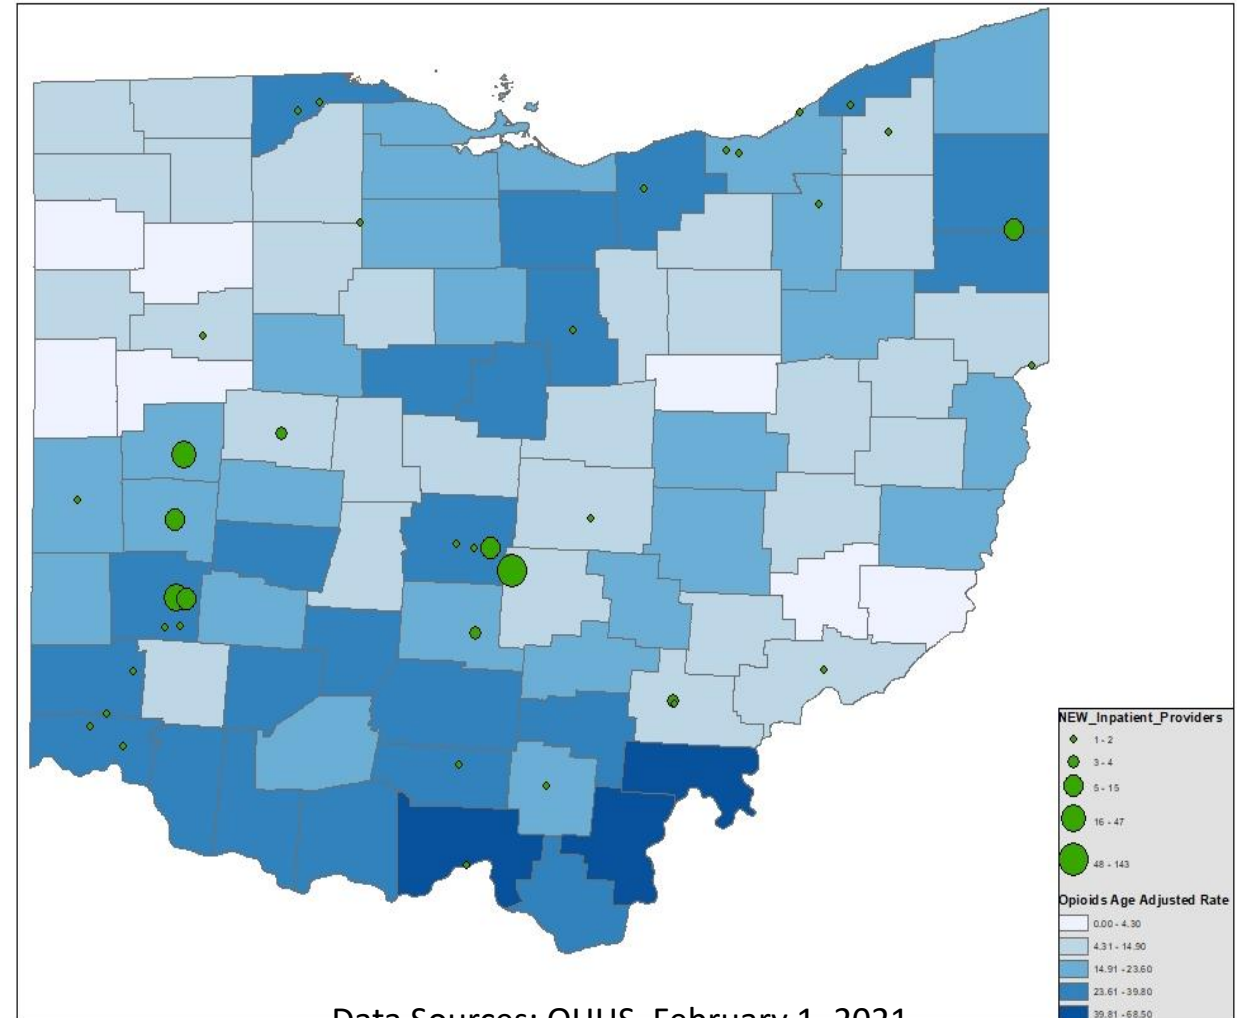 NEW_Inpatient_Providers
1 - 2
3 - 4
5 - 15
16 - 47
48 - 143
Opioids Age Adjusted Rate
0.00 - 4.30
4.31 - 14.90
14.91 - 23.60
23.61 - 39.80
39.81 - 68.50
Data Sources: OHHS, February 1, 2021